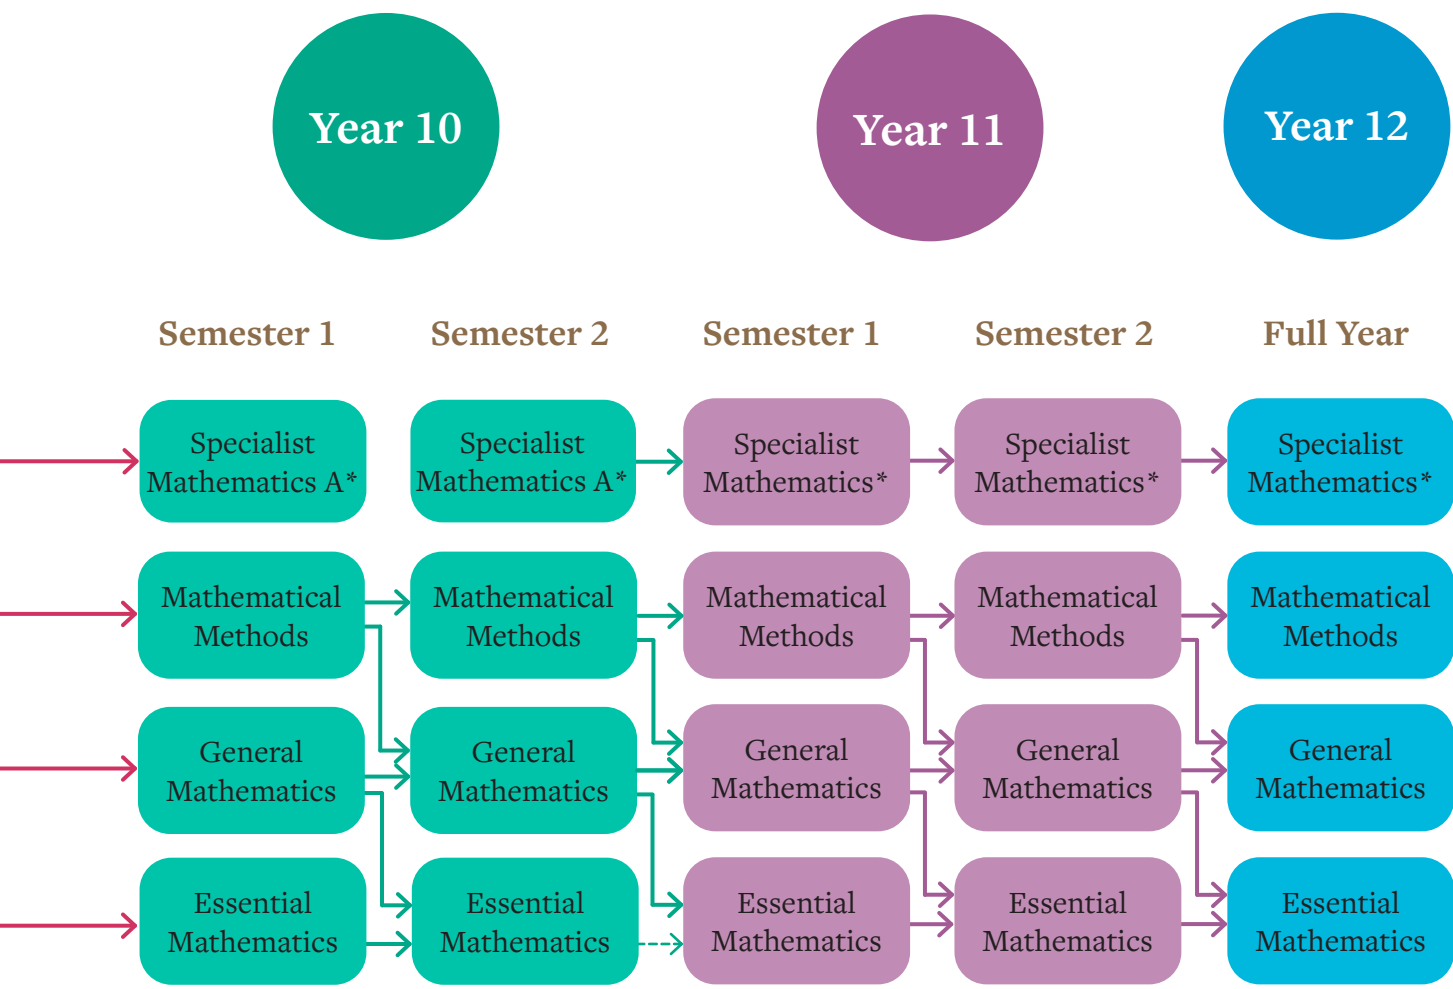 Year 10
Year 11
Year 12
Semester 1
Semester 2
Semester 1
Semester 2
Full Year
Specialist
Mathematics A*
Specialist
Mathematics A*
Specialist
Mathematics*
Specialist
Mathematics*
Specialist
Mathematics*
Mathematical
Methods
Mathematical
Methods
Mathematical
Methods
Mathematical
Methods
Mathematical
Methods
General
Mathematics
General
Mathematics
General
Mathematics
General
Mathematics
General
Mathematics
Essential
Mathematics
Essential
Mathematics
Essential
Mathematics
Essential
Mathematics
Essential
Mathematics